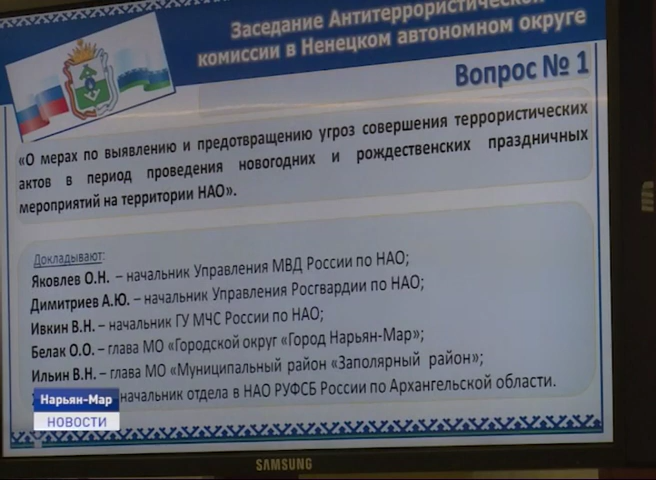 Заседание Антитеррористической
комиссии в Ненецком автономном округе
Вопрос № 1
«О мерах по выявлению и предотвращению угроз совершения террористических
актов в период проведения новогодних и рождественских праздничных
мероприятий на территории НАО».
Докладывают:
Яковлев О.Н. – начальник Управления МВД России по НАО;
Димитриев А.Ю. – начальник Управления Росгвардии по НАО;
Ивкин В.Н. – начальник ГУ МЧС России по НАО;
Белак О.О. – глава МО «Городской округ «Город Нарьян-Мар»;
Ильин В.Н. – глава МО «Муниципальный район «Заполярный район»;
начальник отдела в НАО РУФСБ России по Архангельской области.
Нарьян-Мар
НОВОСТИ
SAMSUNG